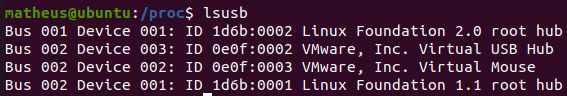 matheus@ubuntu:/proc$ lsusb
Bus 001 Device 001: ID 1d6b:0002 Linux Foundation 2.0 root hub
Bus 002 Device 003: ID 0e0f:0002 VMware, Inc. Virtual USB Hub
Bus 002 Device 002: ID 0e0f:0003 VMware, Inc. Virtual Mouse
Bus 002 Device 001: ID 1d6b:0001 Linux Foundation 1.1 root hub